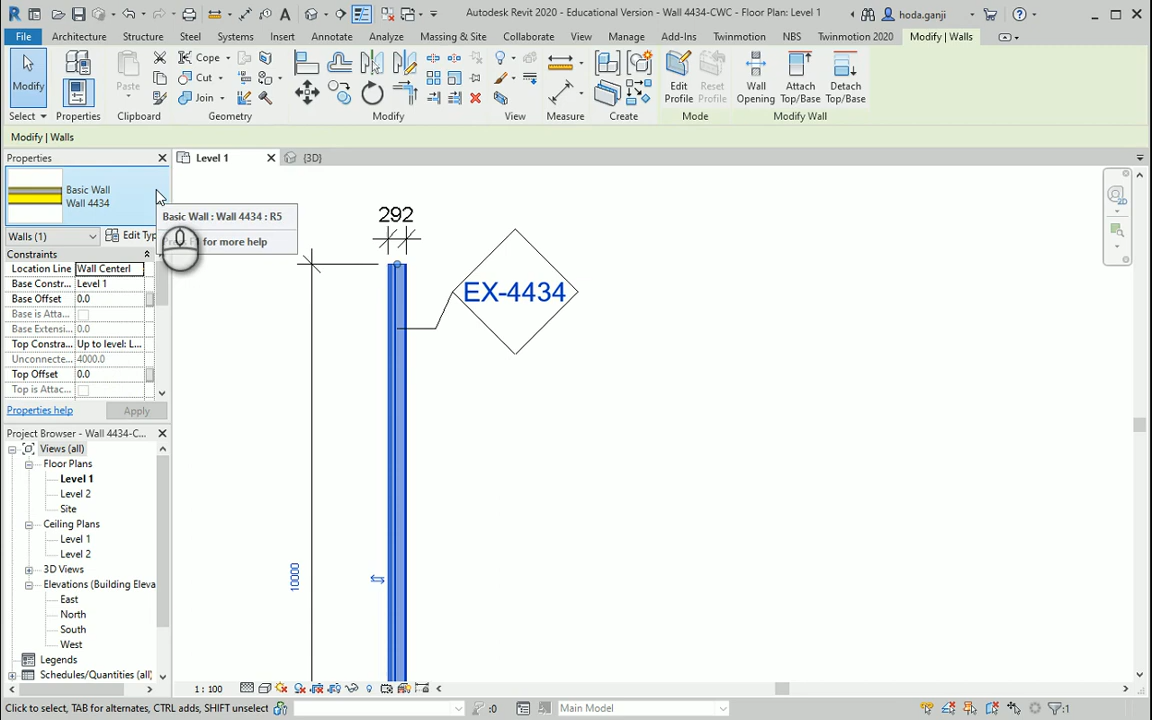 Autodesk Revit 2020 - Educational Version - Wall 4434-CWC - Floor Plan: Level 1
hoda.ganji
File Architecture Structure Steel Systems Insert Annotate Analyze Massing & Site Collaborate View Manage Add-Ins Twinmotion NBS Twinmotion 2020 Modify | Walls
Cope
Cut
Join
Modify
Paste
Edit
Profile
Reset
Profile
Wall
Opening
Attach
Top/Base
Detach
Top/Base
Select Properties Clipboard Geometry Modify View Measure Create Mode Modify Wall
Modify | Walls
Properties
Level 1
{3D}
Basic Wall
Wall 4434
Basic Wall : Wall 4434 : R5
for more help
Walls (1)
Edit Typ
Constraints
Location Line Wall Centerl
Base Constr... Level 1
Base Offset 0.0
Base is Atta...
Base Extensi... 0.0
Top Constra... Up to level: L...
Unconnecte... 4000.0
Top Offset 0.0
Top is Attac...
Properties help
Apply
Project Browser - Wall 4434-C...
Views (all)
Floor Plans
Level 1
Level 2
Site
Ceiling Plans
Level 1
Level 2
3D Views
Elevations (Building Eleva
East
North
South
West
Legends
Schedules/Quantities (all)
292
EX-4434
10000
1 : 100
Click to select, TAB for alternates, CTRL adds, SHIFT unselect
:0
Main Model
:1